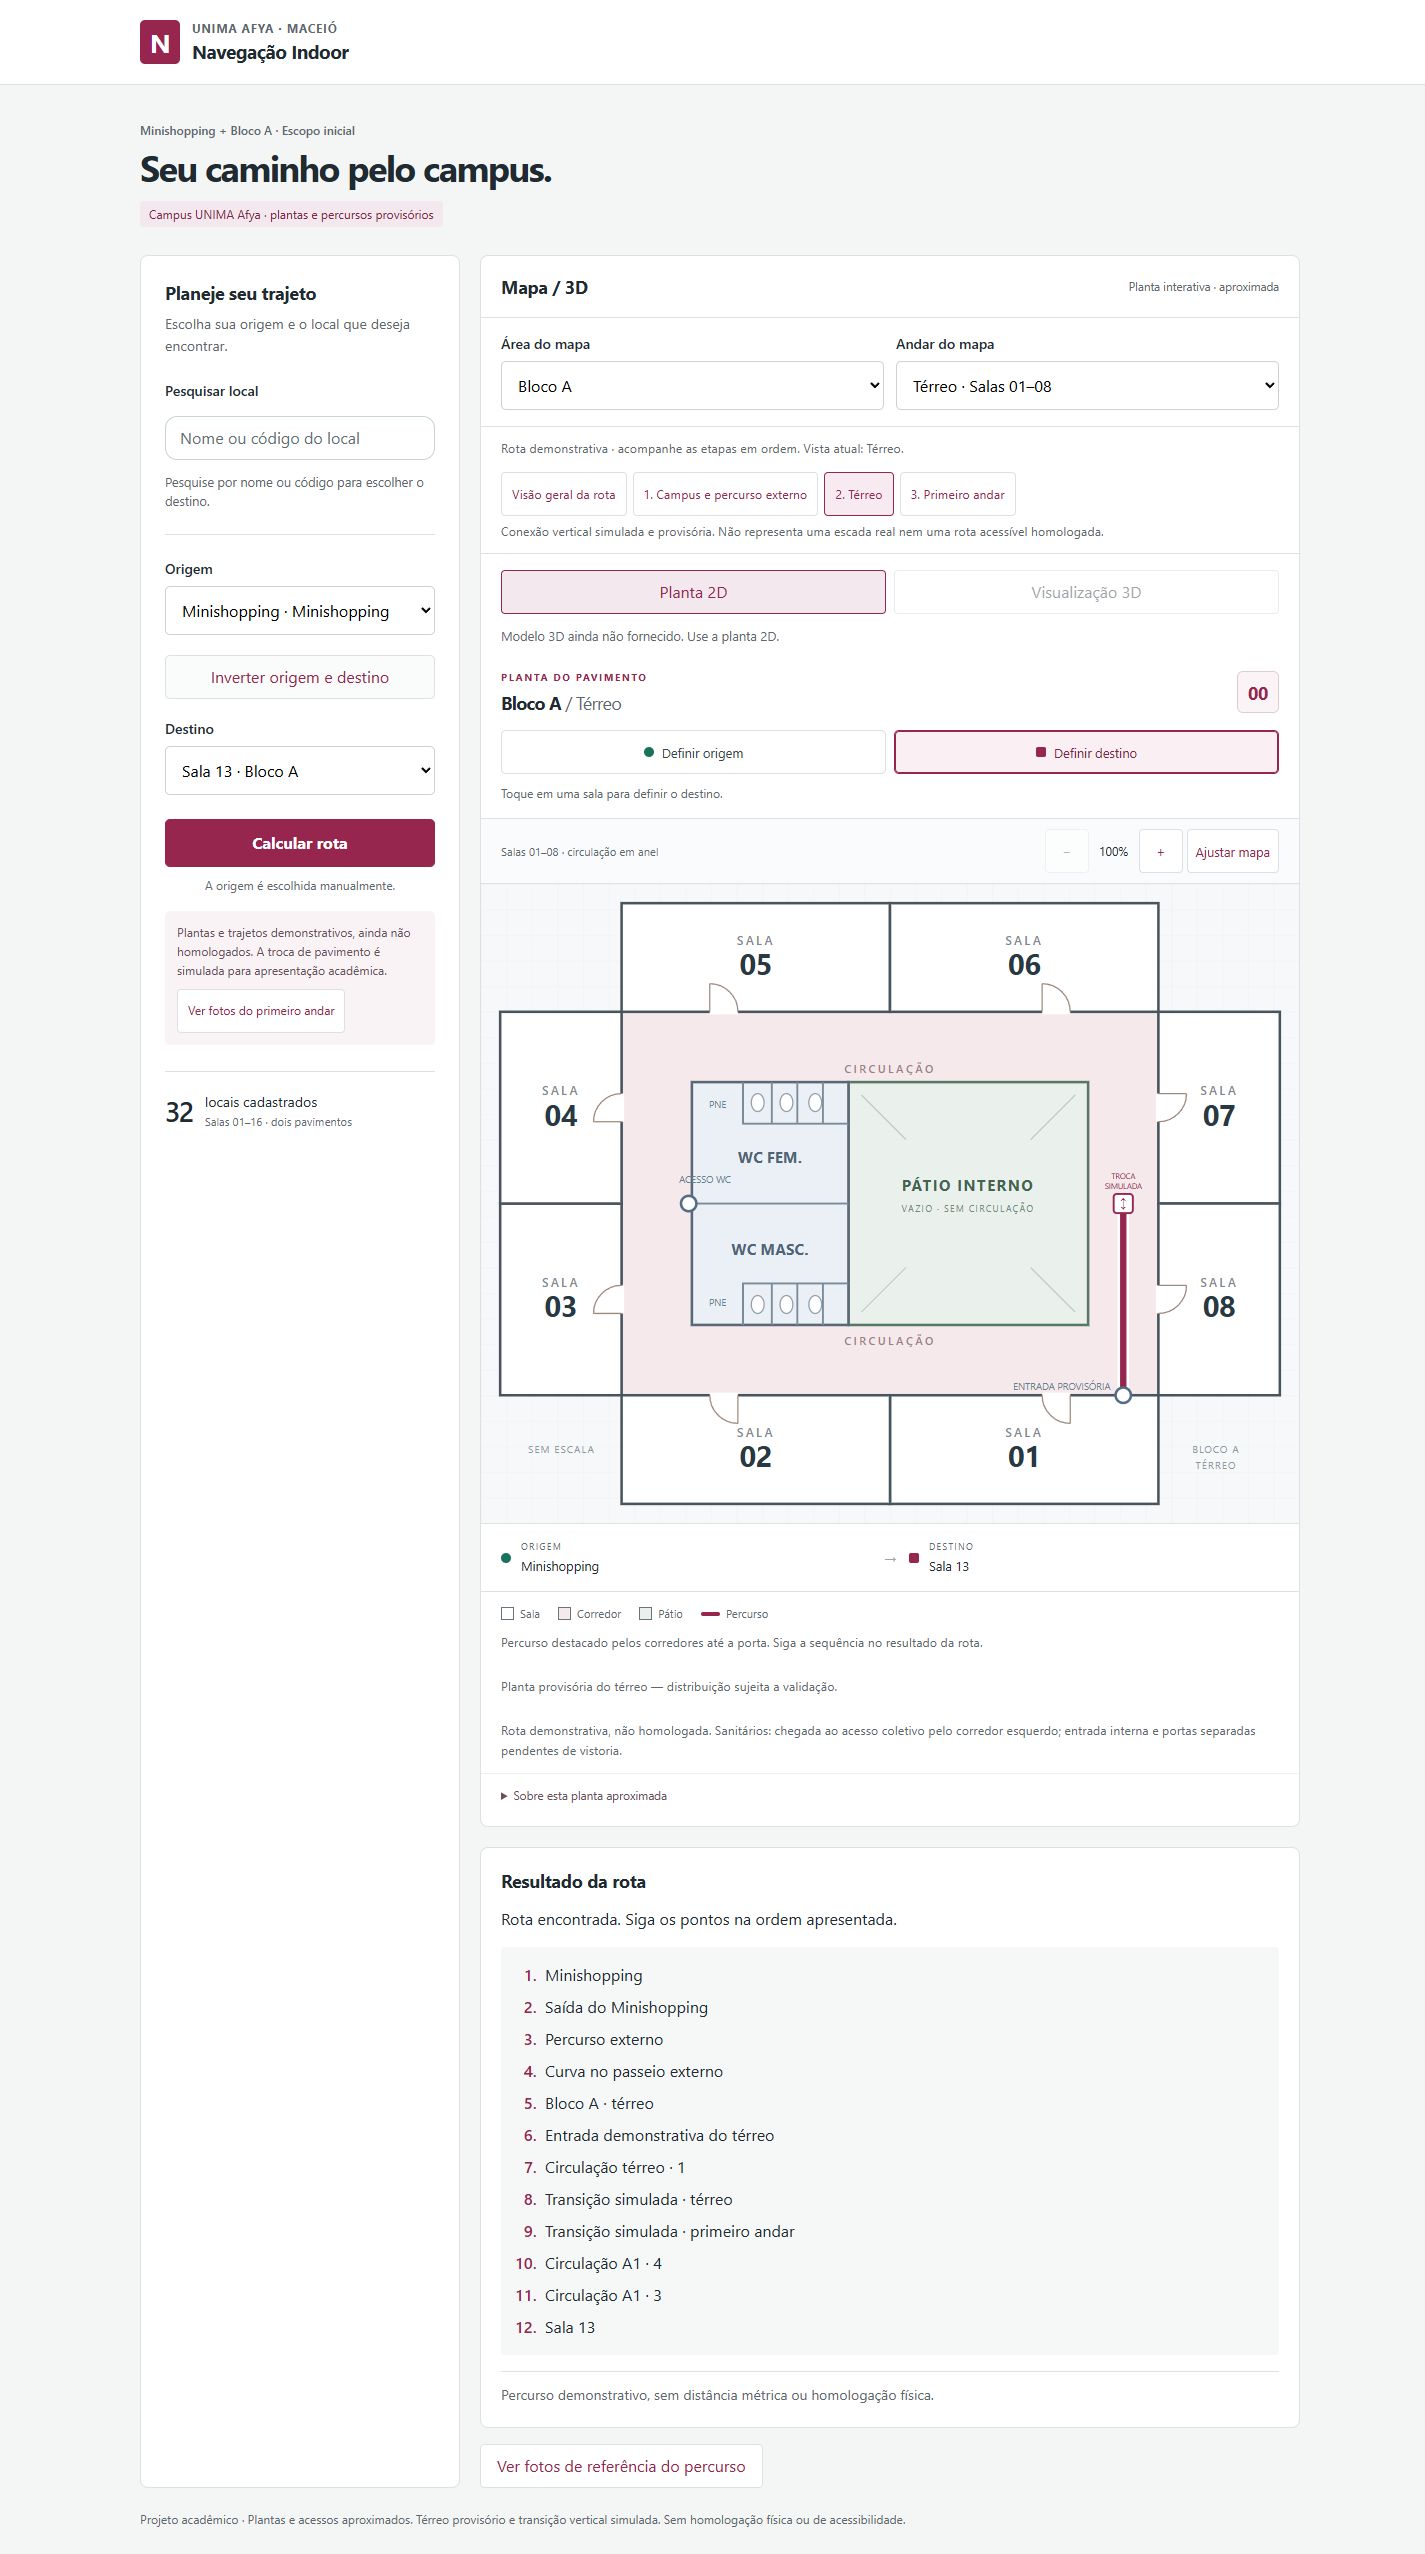 N
UNIMA AFYA · MACEIÓ
Navegação Indoor
Minishopping + Bloco A · Escopo inicial
Seu caminho pelo campus.
Campus UNIMA Afya · plantas e percursos provisórios
Planeje seu trajeto
Escolha sua origem e o local que deseja
encontrar.
Pesquisar local
Nome ou código do local
Pesquise por nome ou código para escolher o
destino.
Origem
Minishopping · Minishopping
Inverter origem e destino
Destino
Sala 13 · Bloco A
Calcular rota
A origem é escolhida manualmente.
Plantas e trajetos demonstrativos, ainda não
homologados. A troca de pavimento é
simulada para apresentação acadêmica.
Ver fotos do primeiro andar
32
locais cadastrados
Salas 01–16 · dois pavimentos
Mapa / 3D
Planta interativa · aproximada
Área do mapa
Andar do mapa
Bloco A
Térreo · Salas 01–08
Rota demonstrativa · acompanhe as etapas em ordem. Vista atual: Térreo.
Visão geral da rota
1. Campus e percurso externo
2. Térreo
3. Primeiro andar
Conexão vertical simulada e provisória. Não representa uma escada real nem uma rota acessível homologada.
Planta 2D
Visualização 3D
Modelo 3D ainda não fornecido. Use a planta 2D.
PLANTA DO PAVIMENTO
Bloco A / Térreo
00
Definir origem
Definir destino
Toque em uma sala para definir o destino.
Salas 01–08 · circulação em anel
−
100%
+
Ajustar mapa
SALA
05
SALA
06
CIRCULAÇÃO
SALA
04
PNE
WC FEM.
ACESSO WC
PÁTIO INTERNO
VAZIO · SEM CIRCULAÇÃO
TROCA
SIMULADA
SALA
07
SALA
03
WC MASC.
PNE
SALA
08
CIRCULAÇÃO
ENTRADA PROVISÓRIA
SEM ESCALA
SALA
02
SALA
01
BLOCO A
TÉRREO
ORIGEM
Minishopping
→
DESTINO
Sala 13
Sala
Corredor
Pátio
Percurso
Percurso destacado pelos corredores até a porta. Siga a sequência no resultado da rota.
Planta provisória do térreo — distribuição sujeita a validação.
Rota demonstrativa, não homologada. Sanitários: chegada ao acesso coletivo pelo corredor esquerdo; entrada interna e portas separadas
pendentes de vistoria.
Sobre esta planta aproximada
Resultado da rota
Rota encontrada. Siga os pontos na ordem apresentada.
1. Minishopping
2. Saída do Minishopping
3. Percurso externo
4. Curva no passeio externo
5. Bloco A · térreo
6. Entrada demonstrativa do térreo
7. Circulação térreo · 1
8. Transição simulada · térreo
9. Transição simulada · primeiro andar
10. Circulação A1 · 4
11. Circulação A1 · 3
12. Sala 13
Percurso demonstrativo, sem distância métrica ou homologação física.
Ver fotos de referência do percurso
Projeto acadêmico · Plantas e acessos aproximados. Térreo provisório e transição vertical simulada. Sem homologação física ou de acessibilidade.